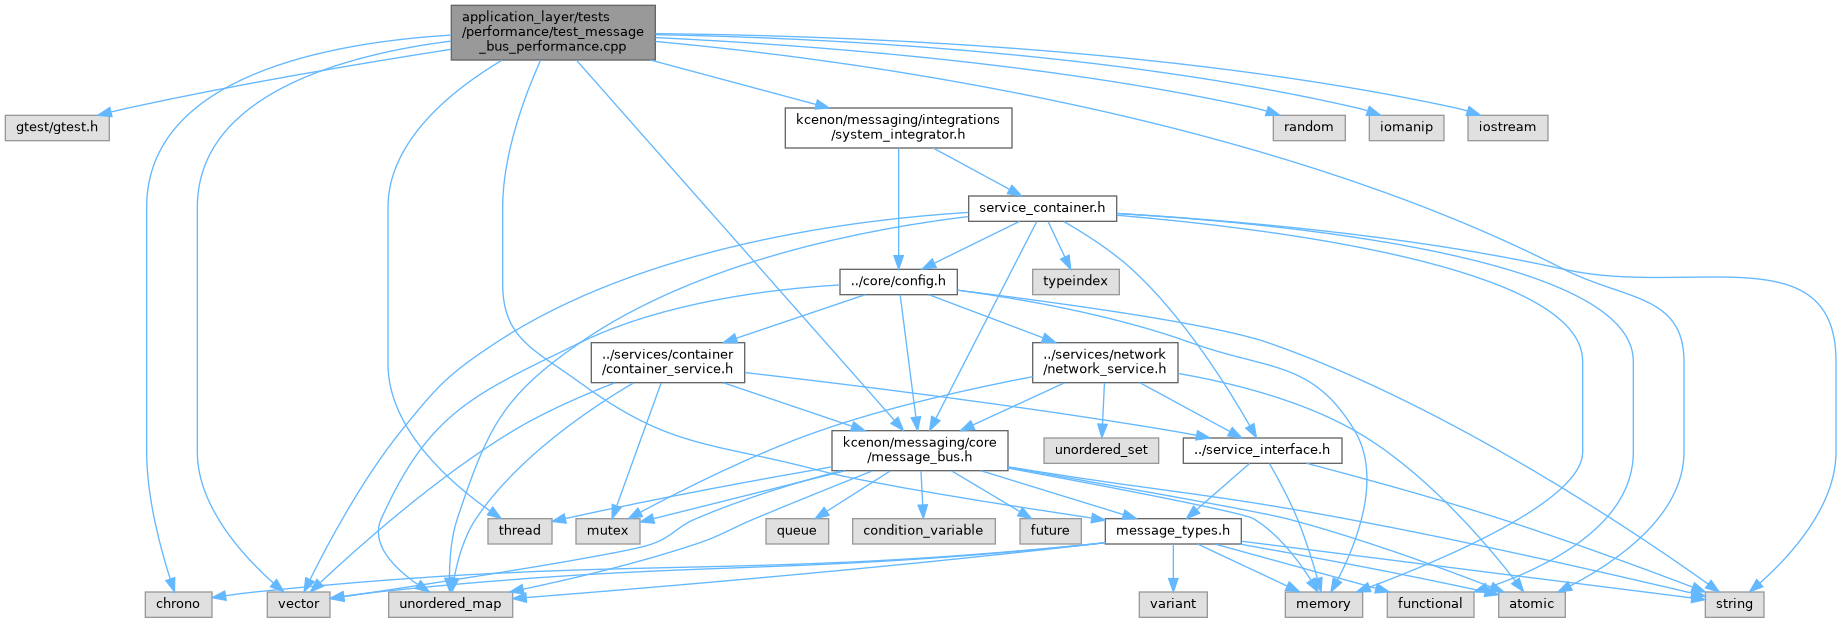 application_layer/tests
/performance/test_message
_bus_performance.cpp
gtest/gtest.h
kcenon/messaging/integrations
/system_integrator.h
random
iomanip
iostream
service_container.h
../core/config.h
typeindex
../services/container
/container_service.h
../services/network
/network_service.h
kcenon/messaging/core
/message_bus.h
unordered_set
../service_interface.h
thread
mutex
queue
condition_variable
future
message_types.h
chrono
vector
unordered_map
variant
memory
functional
atomic
string